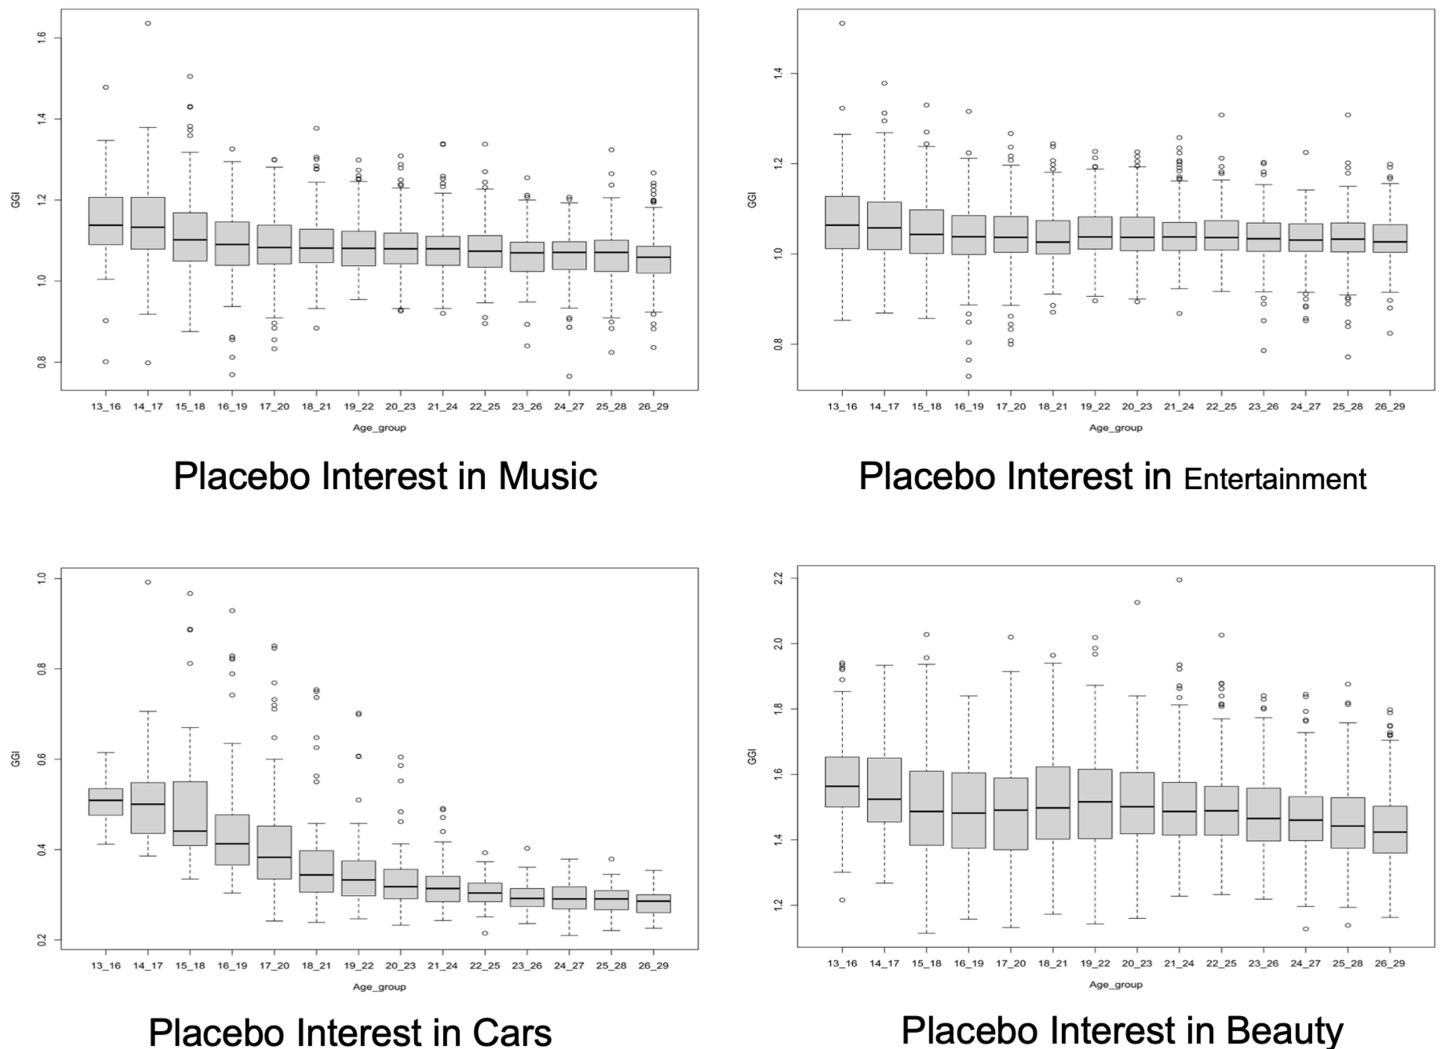 1.6
1.4
1.2
1.0
0.8
GGI
13_16 14_17 15_18 16_19 17_20 18_21 19_22 20_23 21_24 22_25 23_26 24_27 25_28 26_29
Age_group
Placebo Interest in Music
1.4
1.2
1.0
0.8
GGI
13_16 14_17 15_18 16_19 17_20 18_21 19_22 20_23 21_24 22_25 23_26 24_27 25_28 26_29
Age_group
Placebo Interest in Entertainment
1.0
0.8
0.6
0.4
0.2
GGI
13_16 14_17 15_18 16_19 17_20 18_21 19_22 20_23 21_24 22_25 23_26 24_27 25_28 26_29
Age_group
Placebo Interest in Cars
2.2
2.0
1.8
1.6
1.4
1.2
GGI
13_16 14_17 15_18 16_19 17_20 18_21 19_22 20_23 21_24 22_25 23_26 24_27 25_28 26_29
Age_group
Placebo Interest in Beauty